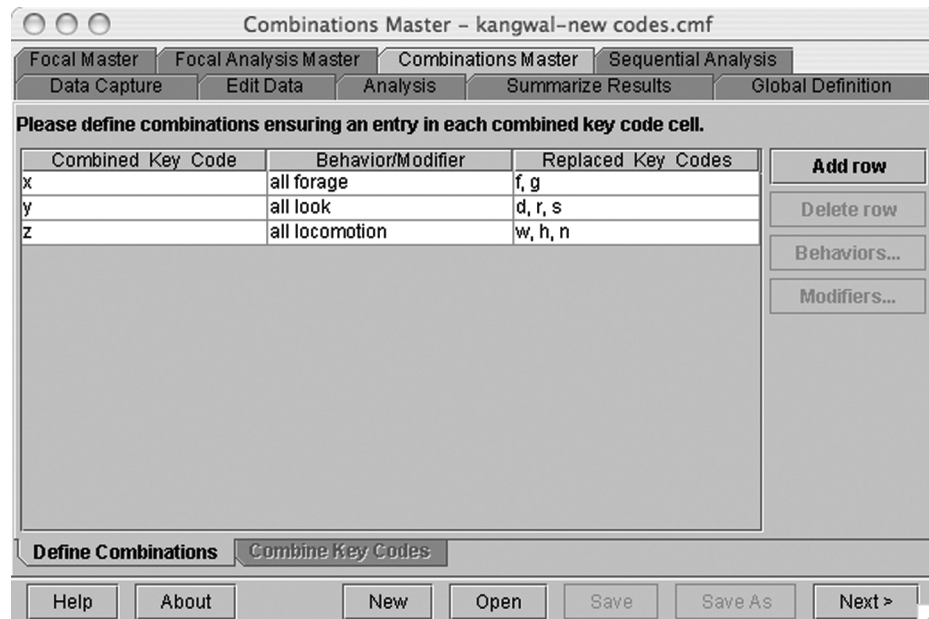 Combinations Master – kangwal-new codes.cmf
Focal Master Focal Analysis Master Combinations Master Sequential Analysis
Data Capture Edit Data Analysis Summarize Results Global Definition
Please define combinations ensuring an entry in each combined key code cell.
Combined Key Code Behavior/Modifier Replaced Key Codes Add row
x all forage f, g
y all look d, r, s Delete row
z all locomotion w, h, n
Behaviors...
Modifiers...
Define Combinations Combine Key Codes
Help About New Open Save Save As Next >